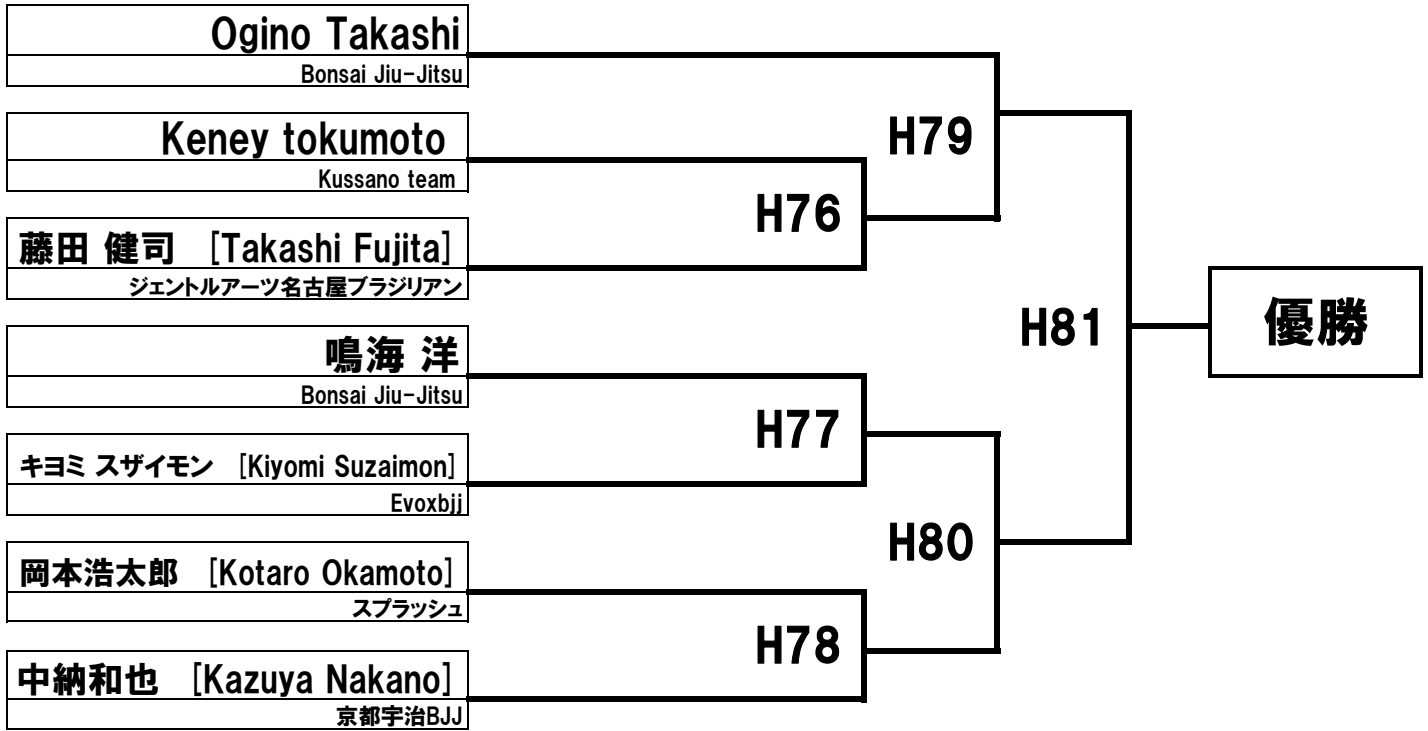 Ogino Takashi
Bonsai Jiu-Jitsu
Keney tokumoto
Kussano team
藤田 健司 [Takashi Fujita]
ジェントルアーツ名古屋ブラジリアン
鳴海 洋
Bonsai Jiu-Jitsu
キヨミ スザイモン [Kiyomi Suzaimon]
Evoxbjj
岡本浩太郎 [Kotaro Okamoto]
スプラッシュ
中納和也 [Kazuya Nakano]
京都宇治BJJ
H76
H77
H78
H79
H80
H81
優勝